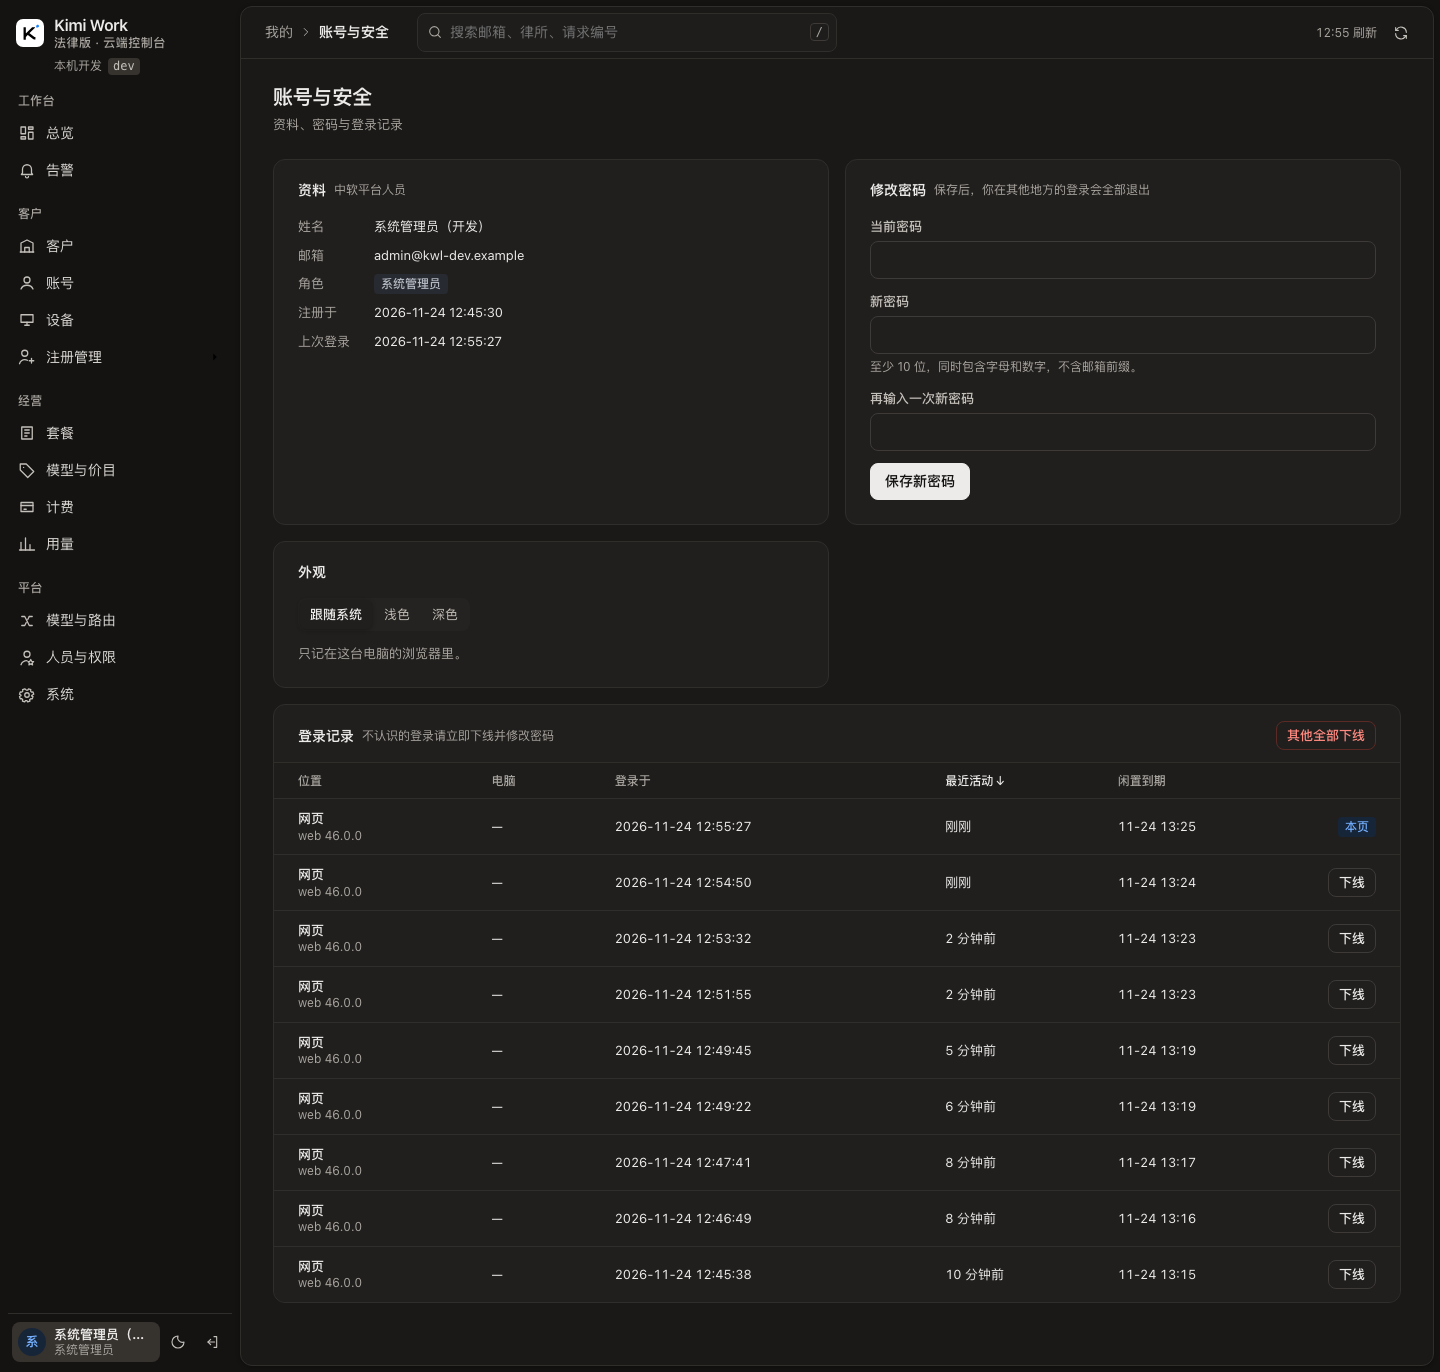 Kimi Work
法律版 · 云端控制台
本机开发 dev
工作台
总览
告警
客户
客户
账号
设备
注册管理
经营
套餐
模型与价目
计费
用量
平台
模型与路由
人员与权限
系统
系统管理员（...
系统管理员
我的 > 账号与安全
搜索邮箱、律所、请求编号 /
12:55 刷新
账号与安全
资料、密码与登录记录
资料 中软平台人员
姓名 系统管理员（开发）
邮箱 admin@kwl-dev.example
角色 系统管理员
注册于 2026-11-24 12:45:30
上次登录 2026-11-24 12:55:27
修改密码 保存后，你在其他地方的登录会全部退出
当前密码
新密码
至少 10 位，同时包含字母和数字，不含邮箱前缀。
再输入一次新密码
保存新密码
外观
跟随系统 浅色 深色
只记在这台电脑的浏览器里。
登录记录 不认识的登录请立即下线并修改密码 其他全部下线
位置 电脑 登录于 最近活动↓ 闲置到期
网页
web 46.0.0 — 2026-11-24 12:55:27 刚刚 11-24 13:25 本页
网页
web 46.0.0 — 2026-11-24 12:54:50 刚刚 11-24 13:24 下线
网页
web 46.0.0 — 2026-11-24 12:53:32 2 分钟前 11-24 13:23 下线
网页
web 46.0.0 — 2026-11-24 12:51:55 2 分钟前 11-24 13:23 下线
网页
web 46.0.0 — 2026-11-24 12:49:45 5 分钟前 11-24 13:19 下线
网页
web 46.0.0 — 2026-11-24 12:49:22 6 分钟前 11-24 13:19 下线
网页
web 46.0.0 — 2026-11-24 12:47:41 8 分钟前 11-24 13:17 下线
网页
web 46.0.0 — 2026-11-24 12:46:49 8 分钟前 11-24 13:16 下线
网页
web 46.0.0 — 2026-11-24 12:45:38 10 分钟前 11-24 13:15 下线